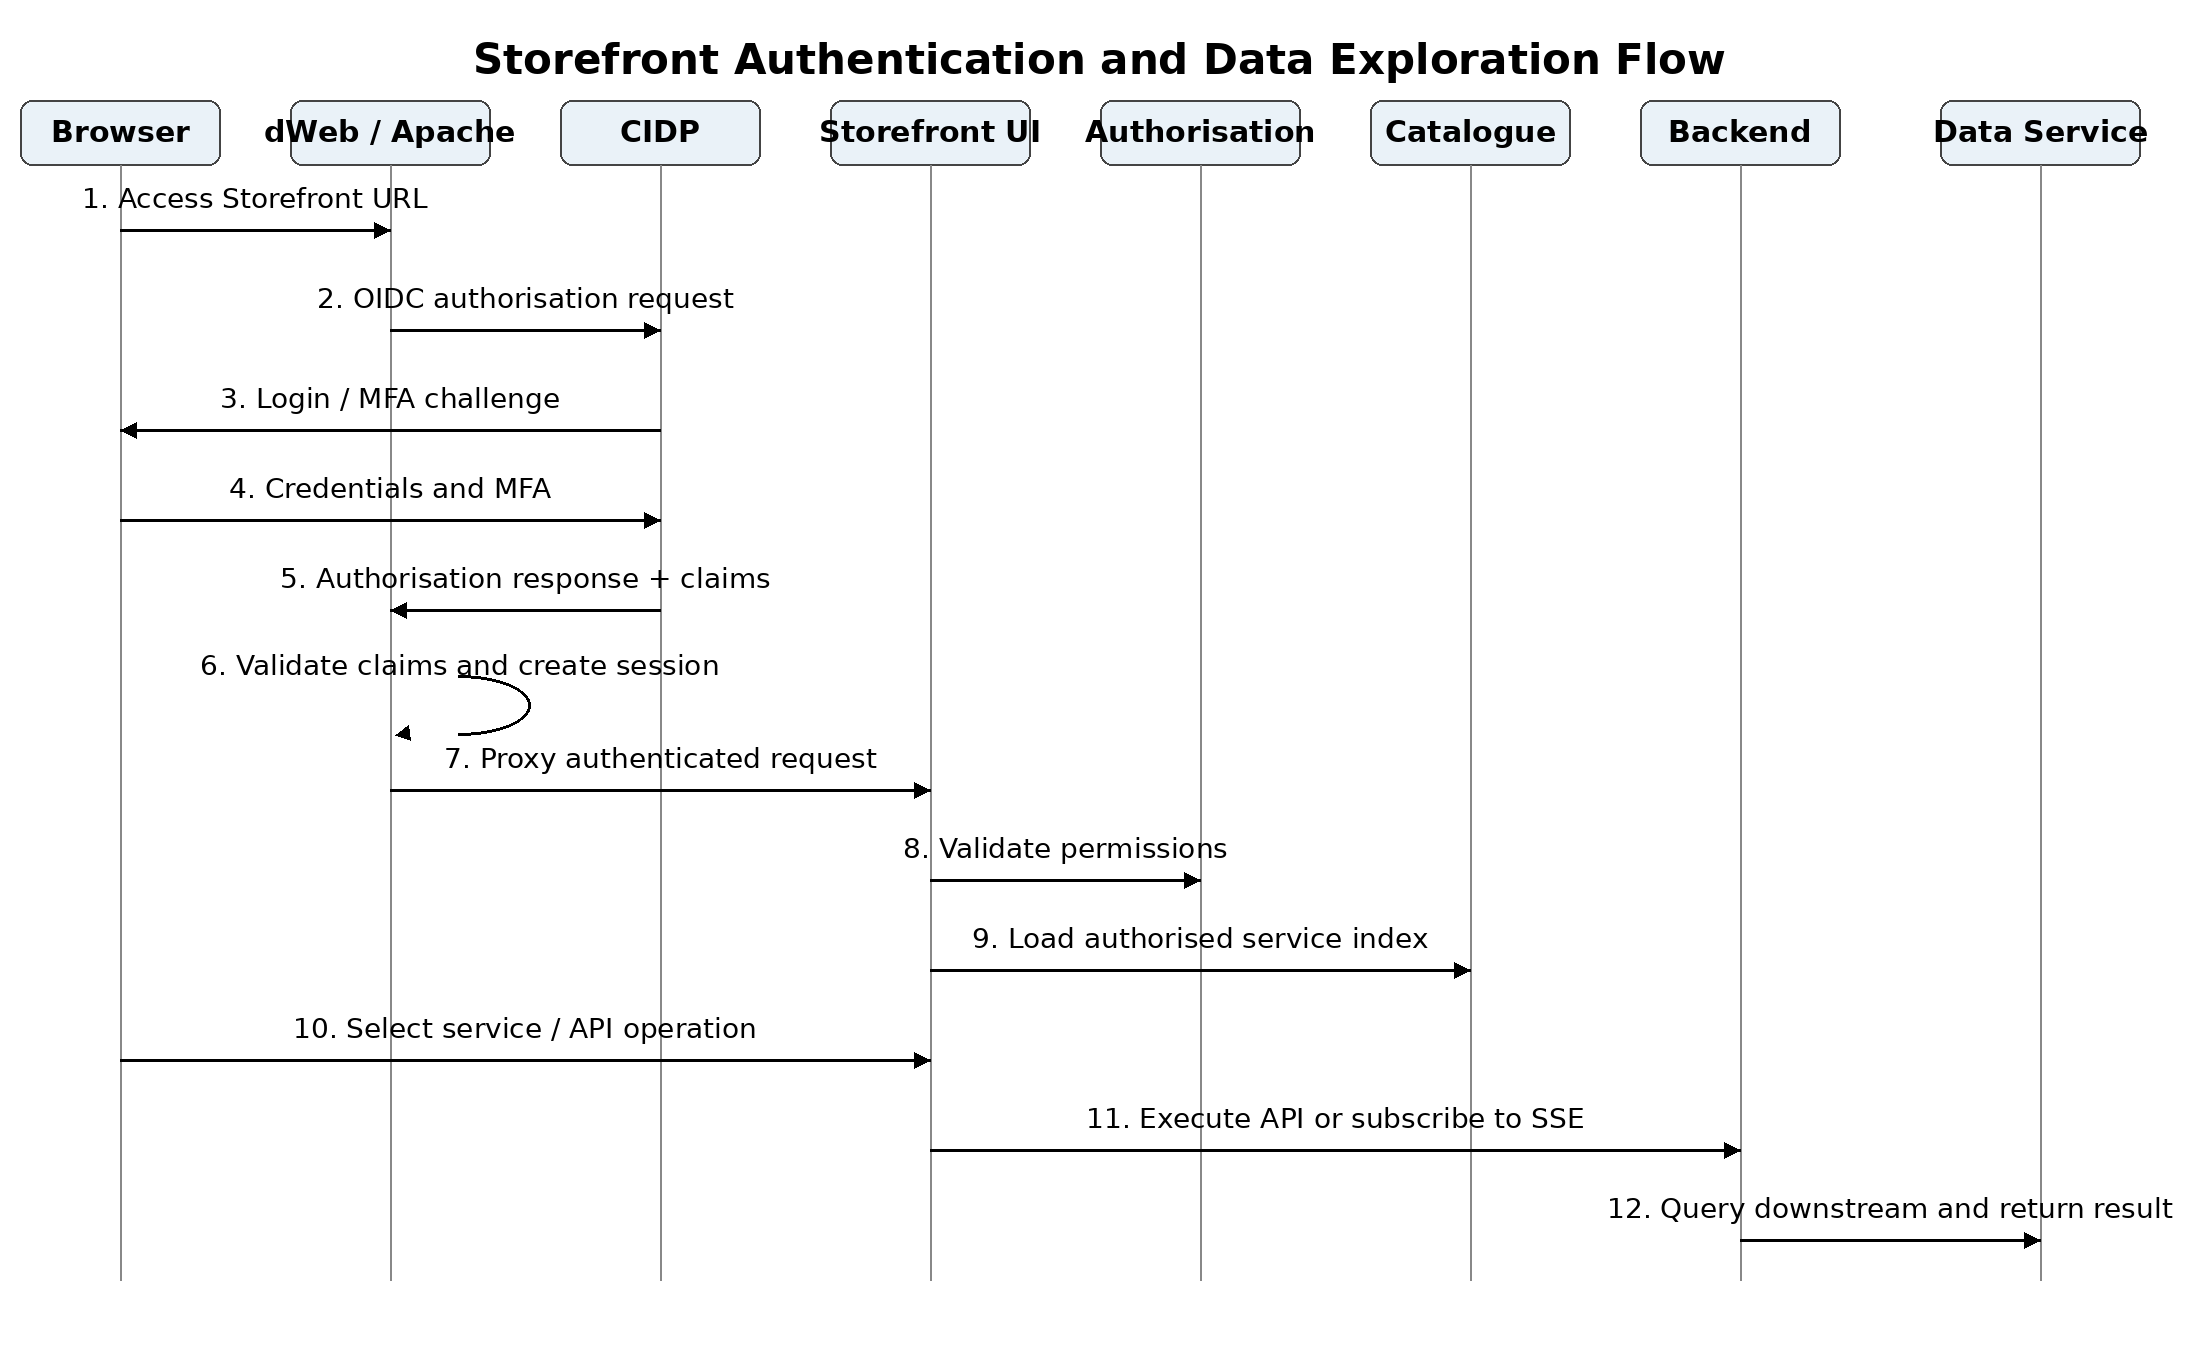 Storefront Authentication and Data Exploration Flow
Browser
dWeb / Apache
CIDP
Storefront UI
Authorisation
Catalogue
Backend
Data Service
1. Access Storefront URL
2. OIDC authorisation request
3. Login / MFA challenge
4. Credentials and MFA
5. Authorisation response + claims
6. Validate claims and create session
7. Proxy authenticated request
8. Validate permissions
9. Load authorised service index
10. Select service / API operation
11. Execute API or subscribe to SSE
12. Query downstream and return result